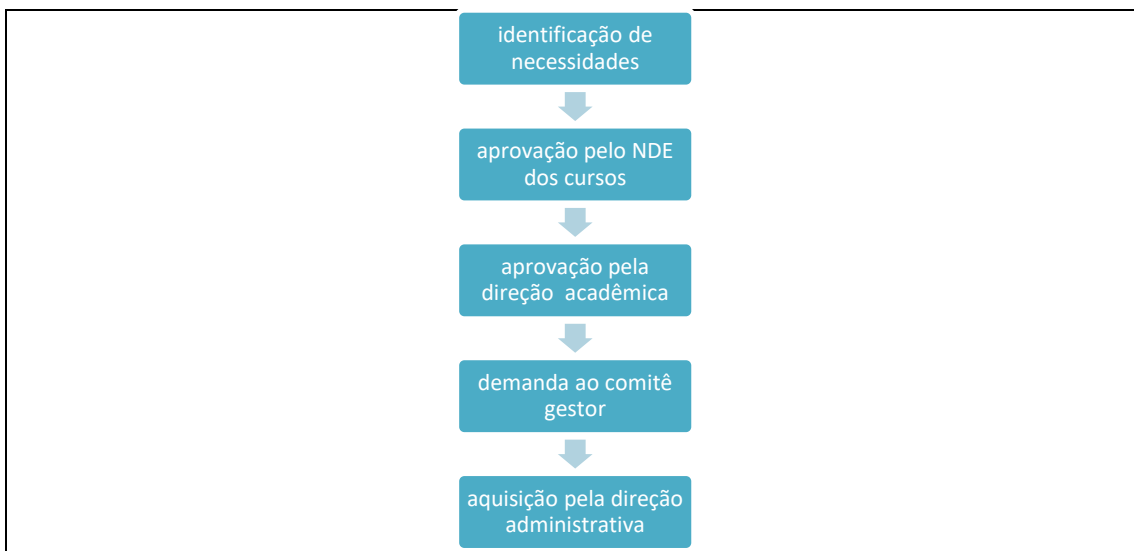 identificação de
necessidades
aprovação pelo NDE
dos cursos
aprovação pela
direção acadêmica
demanda ao comitê
gestor
aquisição pela direção
administrativa